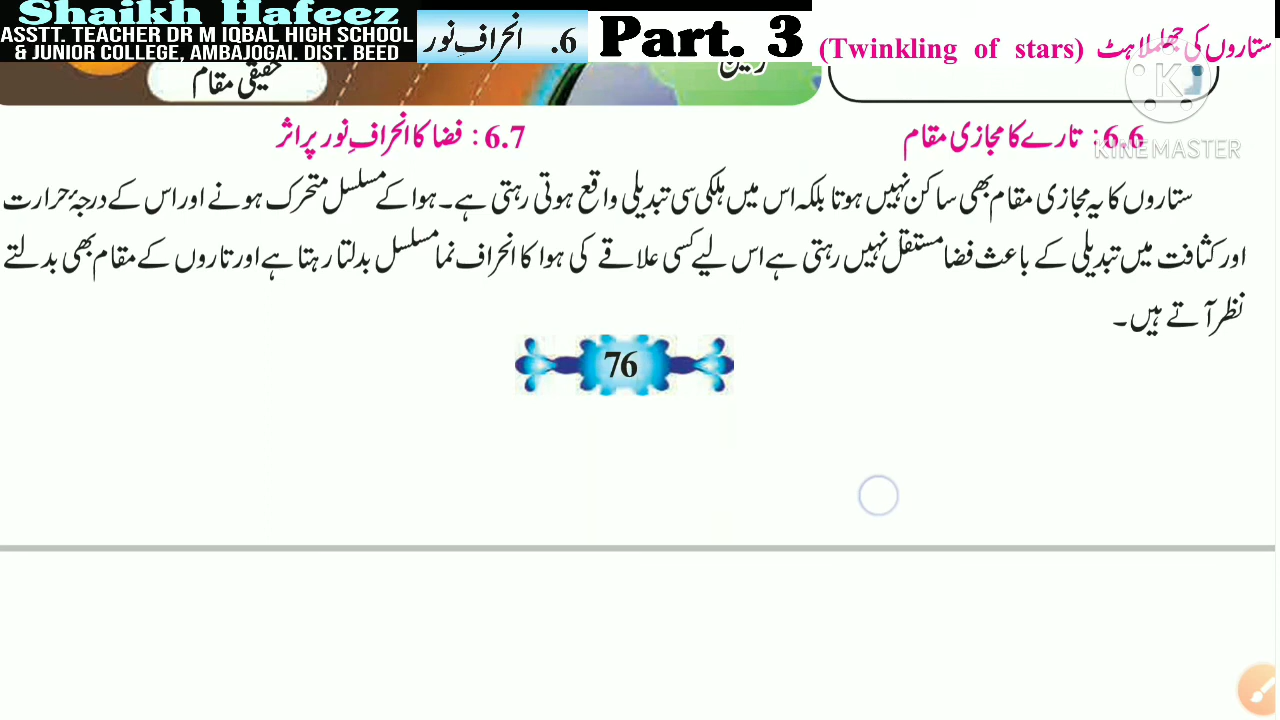 Shaikh Hafeez
ASSTT. TEACHER DR M IQBAL HIGH SCHOOL
& JUNIOR COLLEGE, AMBAJOGAI. DIST. BEED
6. انحرافِ نور
Part. 3
ستاروں کی جھلملاہٹ (Twinkling of stars)
زمین
حقیقی مقام
KINEMASTER
6.6 : تارے کا مجازی مقام
6.7 : فضا کا انحرافِ نور پر اثر
ستاروں کا یہ مجازی مقام بھی ساکن نہیں ہوتا بلکہ اس میں ہلکی سی تبدیلی واقع ہوتی رہتی ہے۔ ہوا کے مسلسل متحرک ہونے اور اس کے درجۂ حرارت
اور کثافت میں تبدیلی کے باعث فضا مستقل نہیں رہتی ہے اس لیے کسی علاقے کی ہوا کا انحراف نما مسلسل بدلتا رہتا ہے اور تاروں کے مقام بھی بدلتے
نظر آتے ہیں۔
76